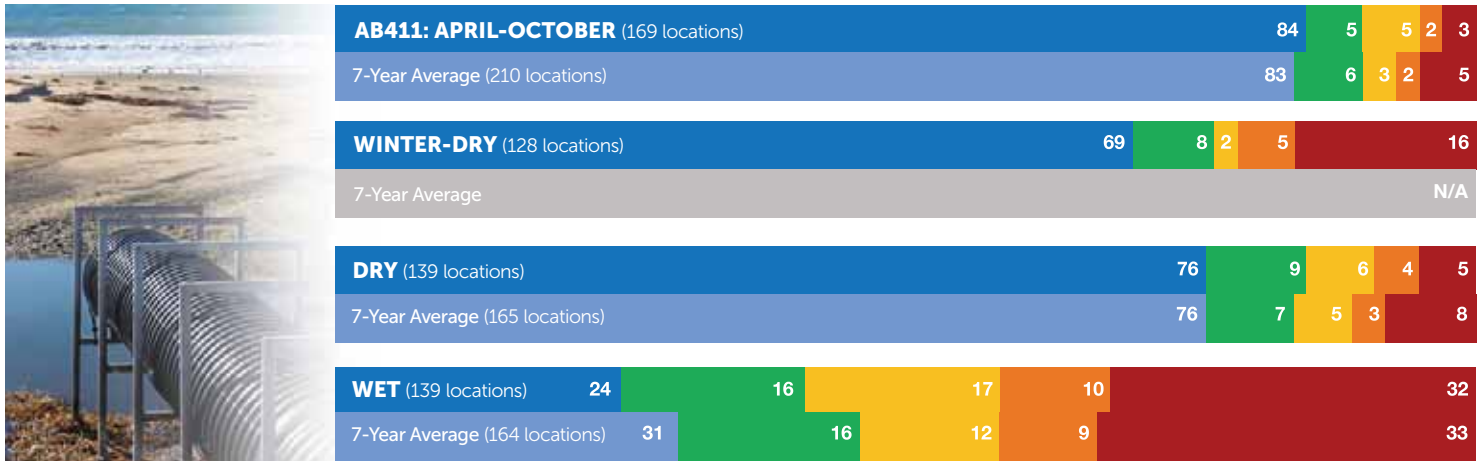 AB411: APRIL-OCTOBER (169 locations) 84 5 5 2 3
7-Year Average (210 locations) 83 6 3 2 5
WINTER-DRY (128 locations) 69 8 2 5 16
7-Year Average N/A
DRY (139 locations) 76 9 6 4 5
7-Year Average (165 locations) 76 7 5 3 8
WET (139 locations) 24 16 17 10 32
7-Year Average (164 locations) 31 16 12 9 33